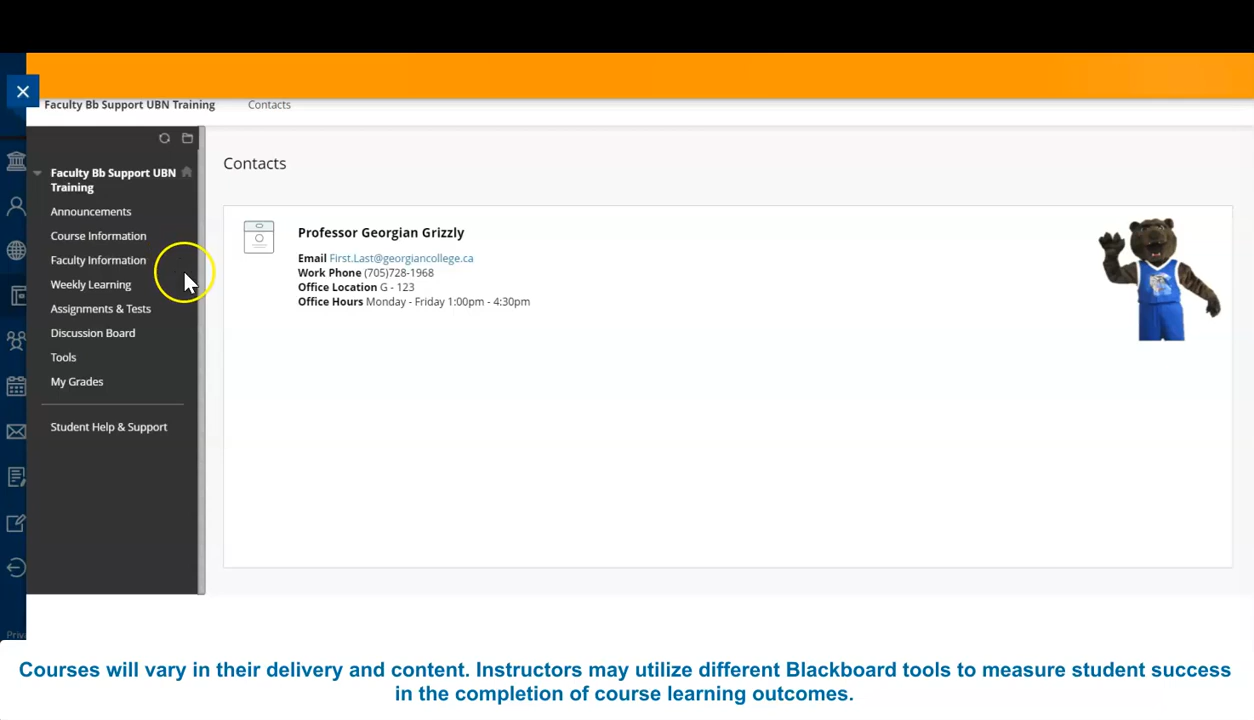 Faculty Bb Support UBN Training Contacts
Faculty Bb Support UBN
Training
Announcements
Course Information
Faculty Information
Weekly Learning
Assignments & Tests
Discussion Board
Tools
My Grades
Student Help & Support
Contacts
Professor Georgian Grizzly
Email First.Last@georgiancollege.ca
Work Phone (705)728-1968
Office Location G - 123
Office Hours Monday - Friday 1:00pm - 4:30pm
Priv
Courses will vary in their delivery and content. Instructors may utilize different Blackboard tools to measure student success
in the completion of course learning outcomes.